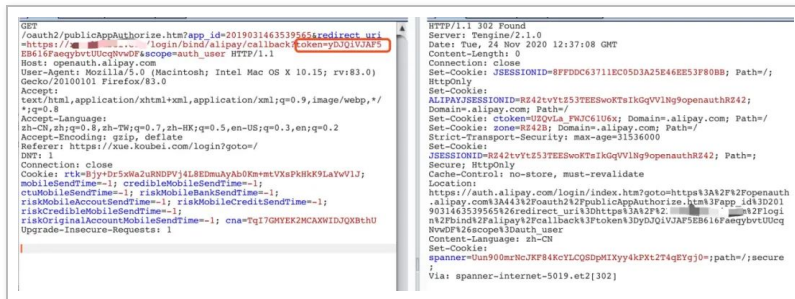 GET
/oauth2/publicAppAuthorize.htm?app_id=2019031463539565&redirect_uri
=https://x /login/bind/alipay/callback?token=yDJQiVJAF5
EB616FaeqybvtUUcqNvwDF&scope=auth_user HTTP/1.1
Host: openauth.alipay.com
User-Agent: Mozilla/5.0 (Macintosh; Intel Mac OS X 10.15; rv:83.0)
Gecko/20100101 Firefox/83.0
Accept:
text/html,application/xhtml+xml,application/xml;q=0.9,image/webp,*/
*;q=0.8
Accept-Language:
zh-CN,zh;q=0.8,zh-TW;q=0.7,zh-HK;q=0.5,en-US;q=0.3,en;q=0.2
Accept-Encoding: gzip, deflate
Referer: https://xue.koubei.com/login?goto=/
DNT: 1
Connection: close
Cookie: rtk=Bjy+Dr5xWa2uRNDPVj4L8EDmuAyAb0Km+mtVXsPkHkK9LaYwV1J;
mobileSendTime=-1; credibleMobileSendTime=-1;
ctuMobileSendTime=-1; riskMobileBankSendTime=-1;
riskMobileAccoutSendTime=-1; riskMobileCreditSendTime=-1;
riskCredibleMobileSendTime=-1;
riskOriginalAccountMobileSendTime=-1; cna=TqI7GMYEK2MCAXWIDJQXBthU
Upgrade-Insecure-Requests: 1
HTTP/1.1 302 Found
Server: Tengine/2.1.0
Date: Tue, 24 Nov 2020 12:37:08 GMT
Content-Length: 0
Connection: close
Set-Cookie: JSESSIONID=8FFDDC63711EC05D3A25E46EE53F80BB; Path=/;
HttpOnly
Set-Cookie:
ALIPAYJSESSIONID=RZ42tvYtZ53TEESwoKTsIkGqVVlNg9openauthRZ42;
Domain=.alipay.com; Path=/
Set-Cookie: ctoken=UZQvLa_FWJC61U6x; Domain=.alipay.com; Path=/
Set-Cookie: zone=RZ42B; Domain=.alipay.com; Path=/
Strict-Transport-Security: max-age=31536000
Set-Cookie:
JSESSIONID=RZ42tvYtZ53TEESwoKTsIkGqVVlNg9openauthRZ42; Path=;
Secure; HttpOnly
Cache-Control: no-store, must-revalidate
Location:
https://auth.alipay.com/login/index.htm?goto=https%3A%2F%2Fopenauth
.alipay.com%3A443%2Foauth2%2FpublicAppAuthorize.htm%3Fapp_id%3D201
9031463539565%26redirect_uri%3Dhttps%3A%2F%2 %2Flogi
n%2Fbind%2Falipay%2Fcallback%3Ftoken%3DyDJQiVJAF5EB616FaeqybvtUUcq
NvwDF%26scope%3Dauth_user
Content-Language: zh-CN
Set-Cookie:
spanner=Uun900mrNcJKF84KcYLCQSDpMIXyy4kPXt2T4qEYgj0=;path=/;secure
;
Via: spanner-internet-5019.et2[302]